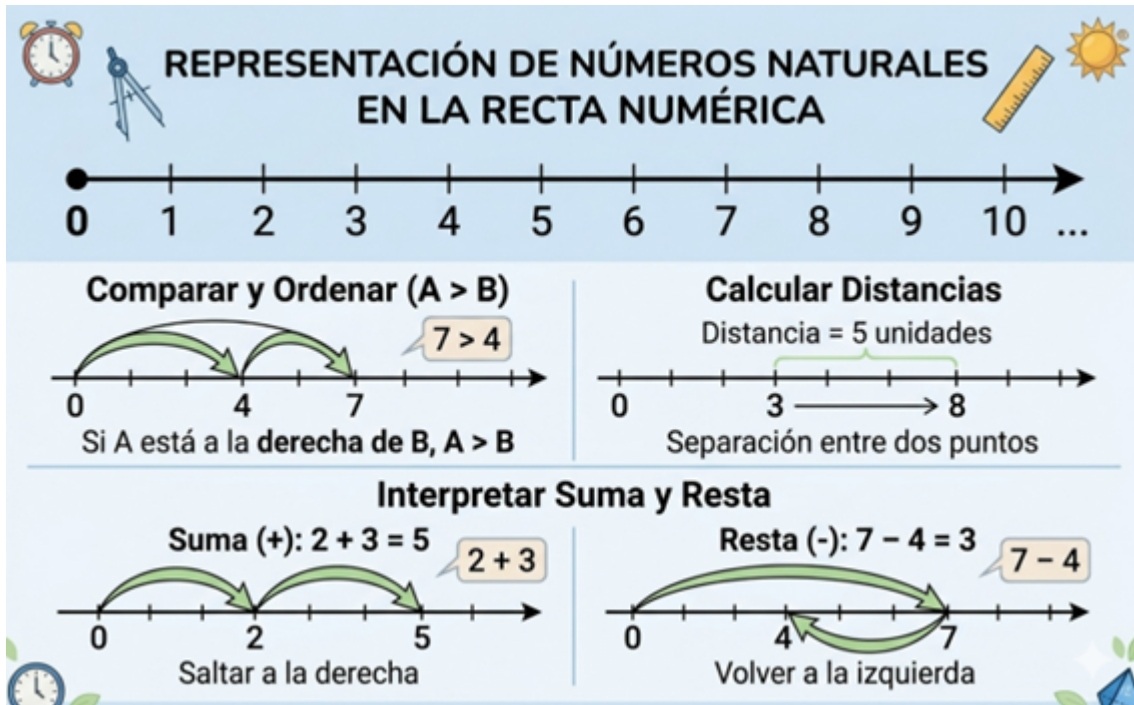 REPRESENTACIÓN DE NÚMEROS NATURALES
EN LA RECTA NUMÉRICA
0 1 2 3 4 5 6 7 8 9 10 ...
Comparar y Ordenar (A > B)
7 > 4
0 4 7
Si A está a la derecha de B, A > B
Calcular Distancias
Distancia = 5 unidades
0 3 8
Separación entre dos puntos
Interpretar Suma y Resta
Suma (+): 2 + 3 = 5
2 + 3
0 2 5
Saltar a la derecha
Resta (-): 7 – 4 = 3
7 – 4
0 4 7
Volver a la izquierda